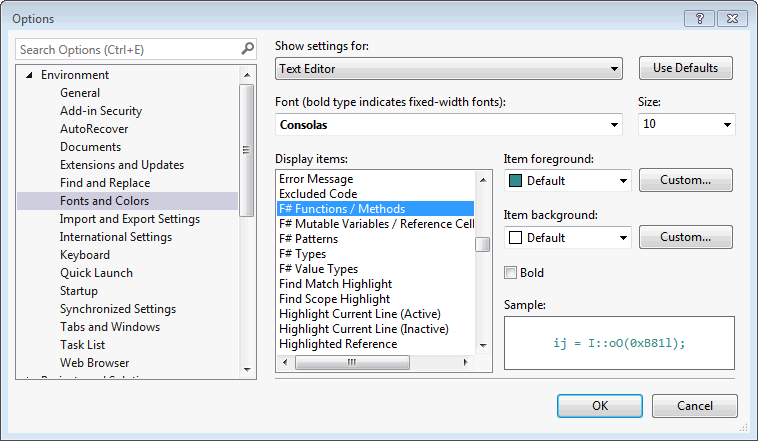 Options
Search Options (Ctrl+E)
Environment
General
Add-in Security
AutoRecover
Documents
Extensions and Updates
Find and Replace
Fonts and Colors
Import and Export Settings
International Settings
Keyboard
Quick Launch
Startup
Synchronized Settings
Tabs and Windows
Task List
Web Browser
Show settings for:
Text Editor
Use Defaults
Font (bold type indicates fixed-width fonts):
Size:
Consolas
10
Display items:
Error Message
Excluded Code
F# Functions / Methods
F# Mutable Variables / Reference Cell
F# Patterns
F# Types
F# Value Types
Find Match Highlight
Find Scope Highlight
Highlight Current Line (Active)
Highlight Current Line (Inactive)
Highlighted Reference
Item foreground:
Default
Custom...
Item background:
Default
Custom...
Bold
Sample:
ij = I::oO(0xB81l);
OK
Cancel